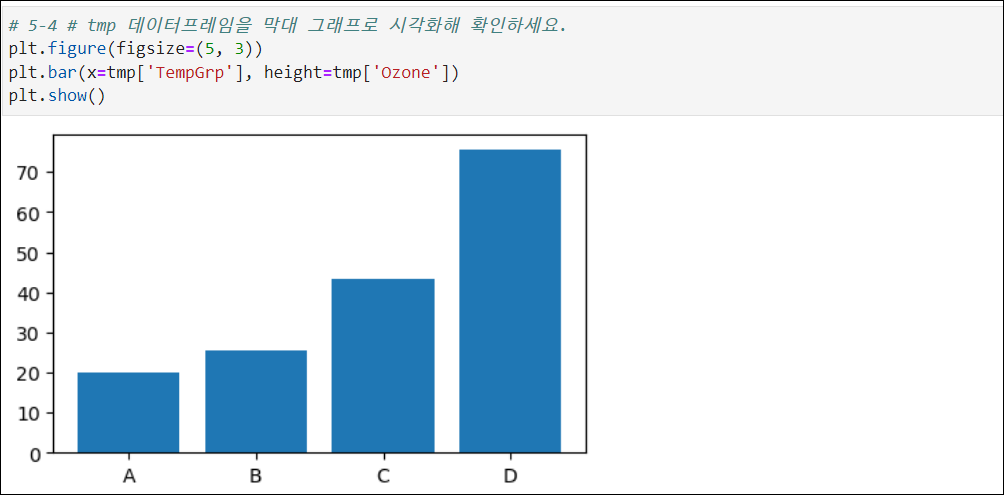 # 5-4 # tmp 데이터프레임을 막대 그래프로 시각화해 확인하세요.
plt.figure(figsize=(5, 3))
plt.bar(x=tmp['TempGrp'], height=tmp['Ozone'])
plt.show()
70
60
50
40
30
20
10
0
A B C D